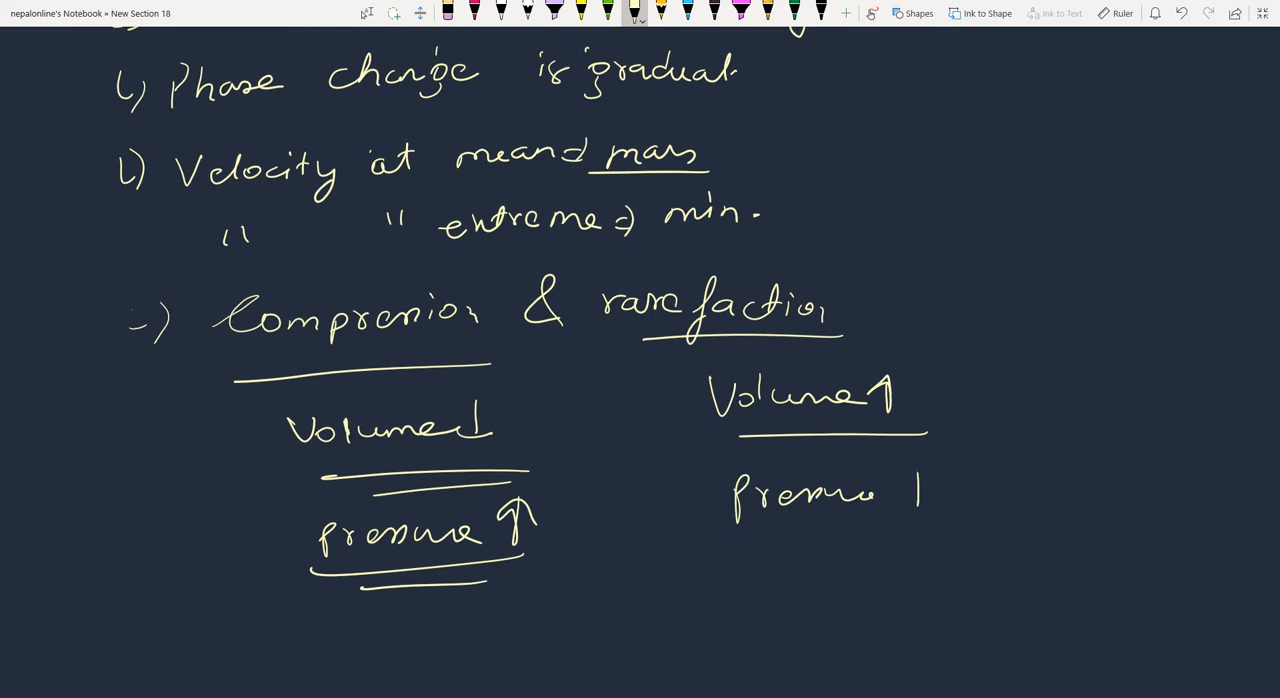 nepalonline's Notebook » New Section 18
Shapes Ink to Shape Ink to Text Ruler
Phase change is gradual.
Velocity at mean => max
" " extreme => min.
=) Compression & rarefaction
Volume ↓ Volume ↑
Pressure ↑ Pressure